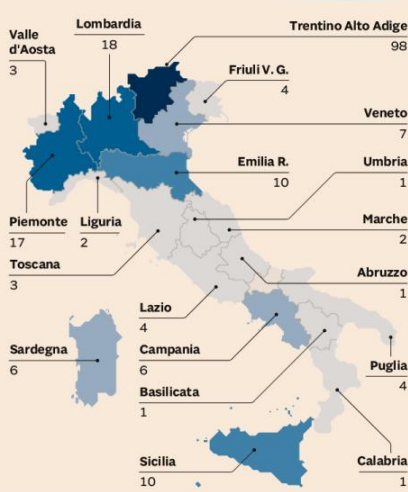 Lombardia
18
Trentino Alto Adige
98
Valle
d'Aosta
3
Friuli V. G.
4
Veneto
7
Emilia R.
10
Umbria
1
Piemonte
17
Liguria
2
Marche
2
Toscana
3
Abruzzo
1
Lazio
4
Sardegna
6
Campania
6
Puglia
4
Basilicata
1
Sicilia
10
Calabria
1